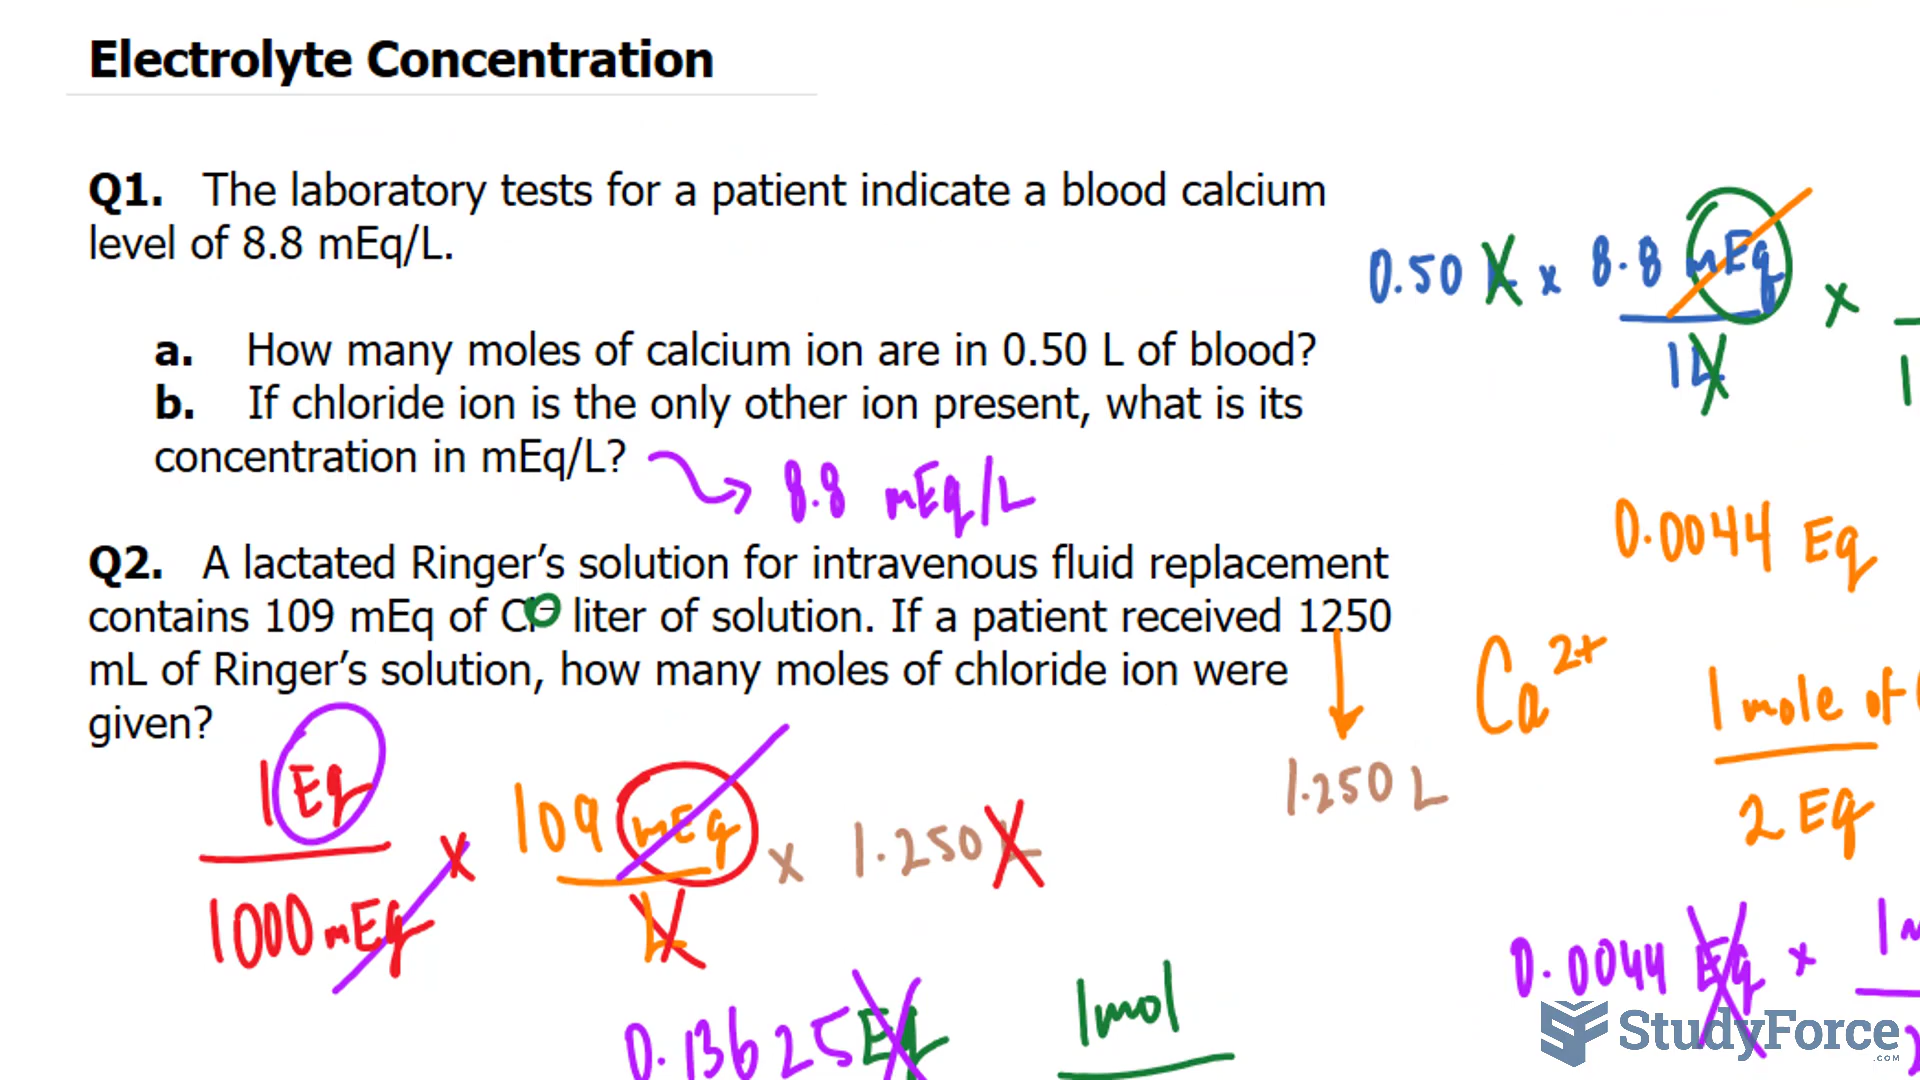 Electrolyte Concentration
Q1. The laboratory tests for a patient indicate a blood calcium
level of 8.8 mEq/L.
a. How many moles of calcium ion are in 0.50 L of blood?
b. If chloride ion is the only other ion present, what is its
concentration in mEq/L?
8.8 mEq/L
Q2. A lactated Ringer's solution for intravenous fluid replacement
contains 109 mEq of Cl⁻ liter of solution. If a patient received 1250
mL of Ringer's solution, how many moles of chloride ion were
given?
0.50 L x 8.8 mEq x
1L 1
0.0044 Eq
Ca²⁺
1 mole of
2 Eq
1.250 L
1 Eq x 109 mEq x 1.250 L
1000 mEq L
0.0044 Eq x 1
0.13625 Eq 1mol
StudyForce
.COM